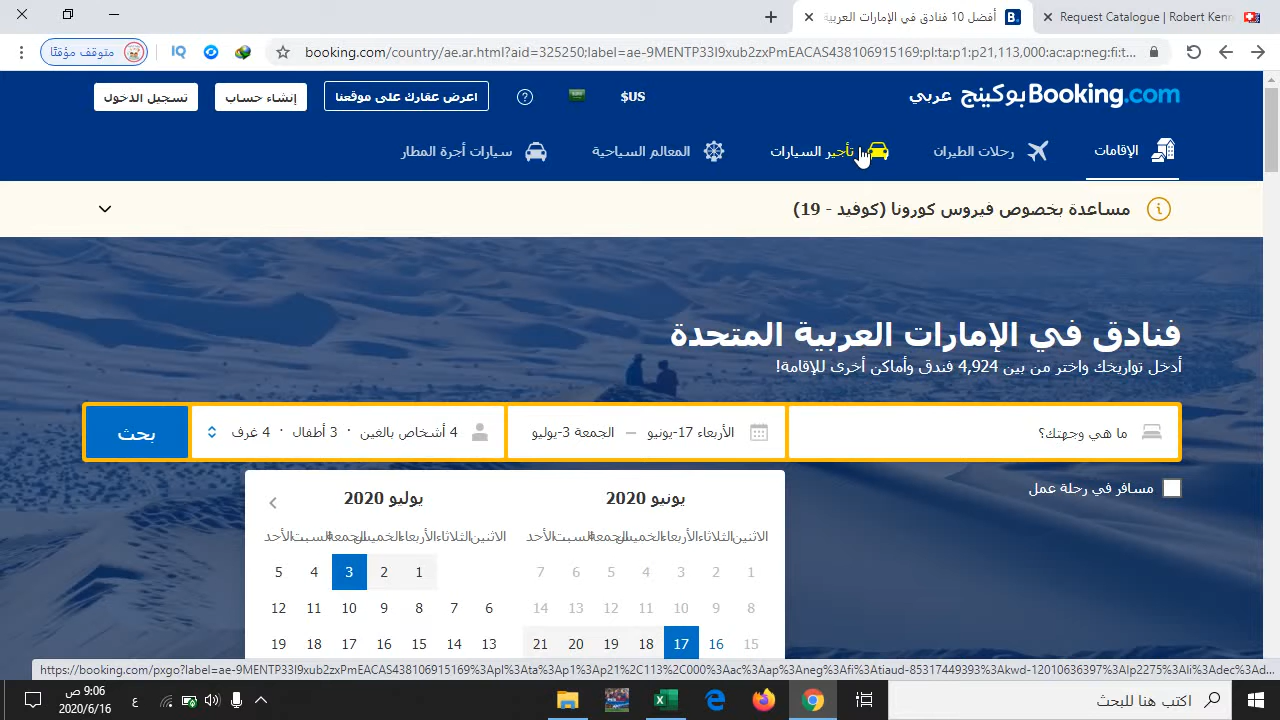 أفضل 10 فنادق في الإمارات العربية
Request Catalogue | Robert Kenn
متوقف مؤقتًا
booking.com/country/ae.ar.html?aid=325350;label=ae-9MENTP33I9xub2zxPmEACAS438106915169:pl:ta:p1:p21,113,000:ac:ap:neg:fi:t...
Booking.com بوكينج عربي
US$
اعرض عقارك على موقعنا
إنشاء حساب
تسجيل الدخول
الإقامات
رحلات الطيران
تأجير السيارات
المعالم السياحية
سيارات أجرة المطار
مساعدة بخصوص فيروس كورونا (كوفيد - 19)
فنادق في الإمارات العربية المتحدة
أدخل تواريخك واختر من بين 4,924 فندق وأماكن أخرى للإقامة!
ما هي وجهتك؟
الأربعاء 17-يونيو – الجمعة 3-يوليو
4 أشخاص بالغين · 3 أطفال · 4 غرف
بحث
مسافر في رحلة عمل
يونيو 2020
الاثنين الثلاثاء الأربعاء الخميس الجمعة السبت الأحد
1 2 3 4 5 6 7
8 9 10 11 12 13 14
15 16 17 18 19 20 21
يوليو 2020
الاثنين الثلاثاء الأربعاء الخميس الجمعة السبت الأحد
1 2 3 4 5
6 7 8 9 10 11 12
13 14 15 16 17 18 19
https://booking.com/pxgo?label=ae-9MENTP33I9xub2zxPmEACAS438106915169%3Apl%3Ata%3Ap1%3Ap21%2C113%2C000%3Aac%3Aap%3Aneg%3Afi%3Atiaud-85317449393%3Akwd-12010636397%3Alp2275%3Ali%3Adec%3Ad...
اكتب هنا للبحث
ع
9:06 ص
2020/6/16